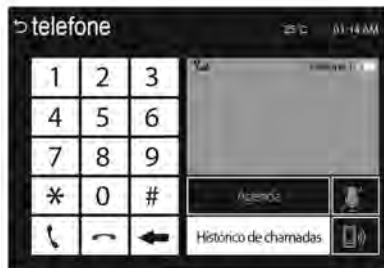 telefone
25°C 01:14 AM
1 2 3
4 5 6
7 8 9
* 0 #
Agenda
Histórico de chamadas